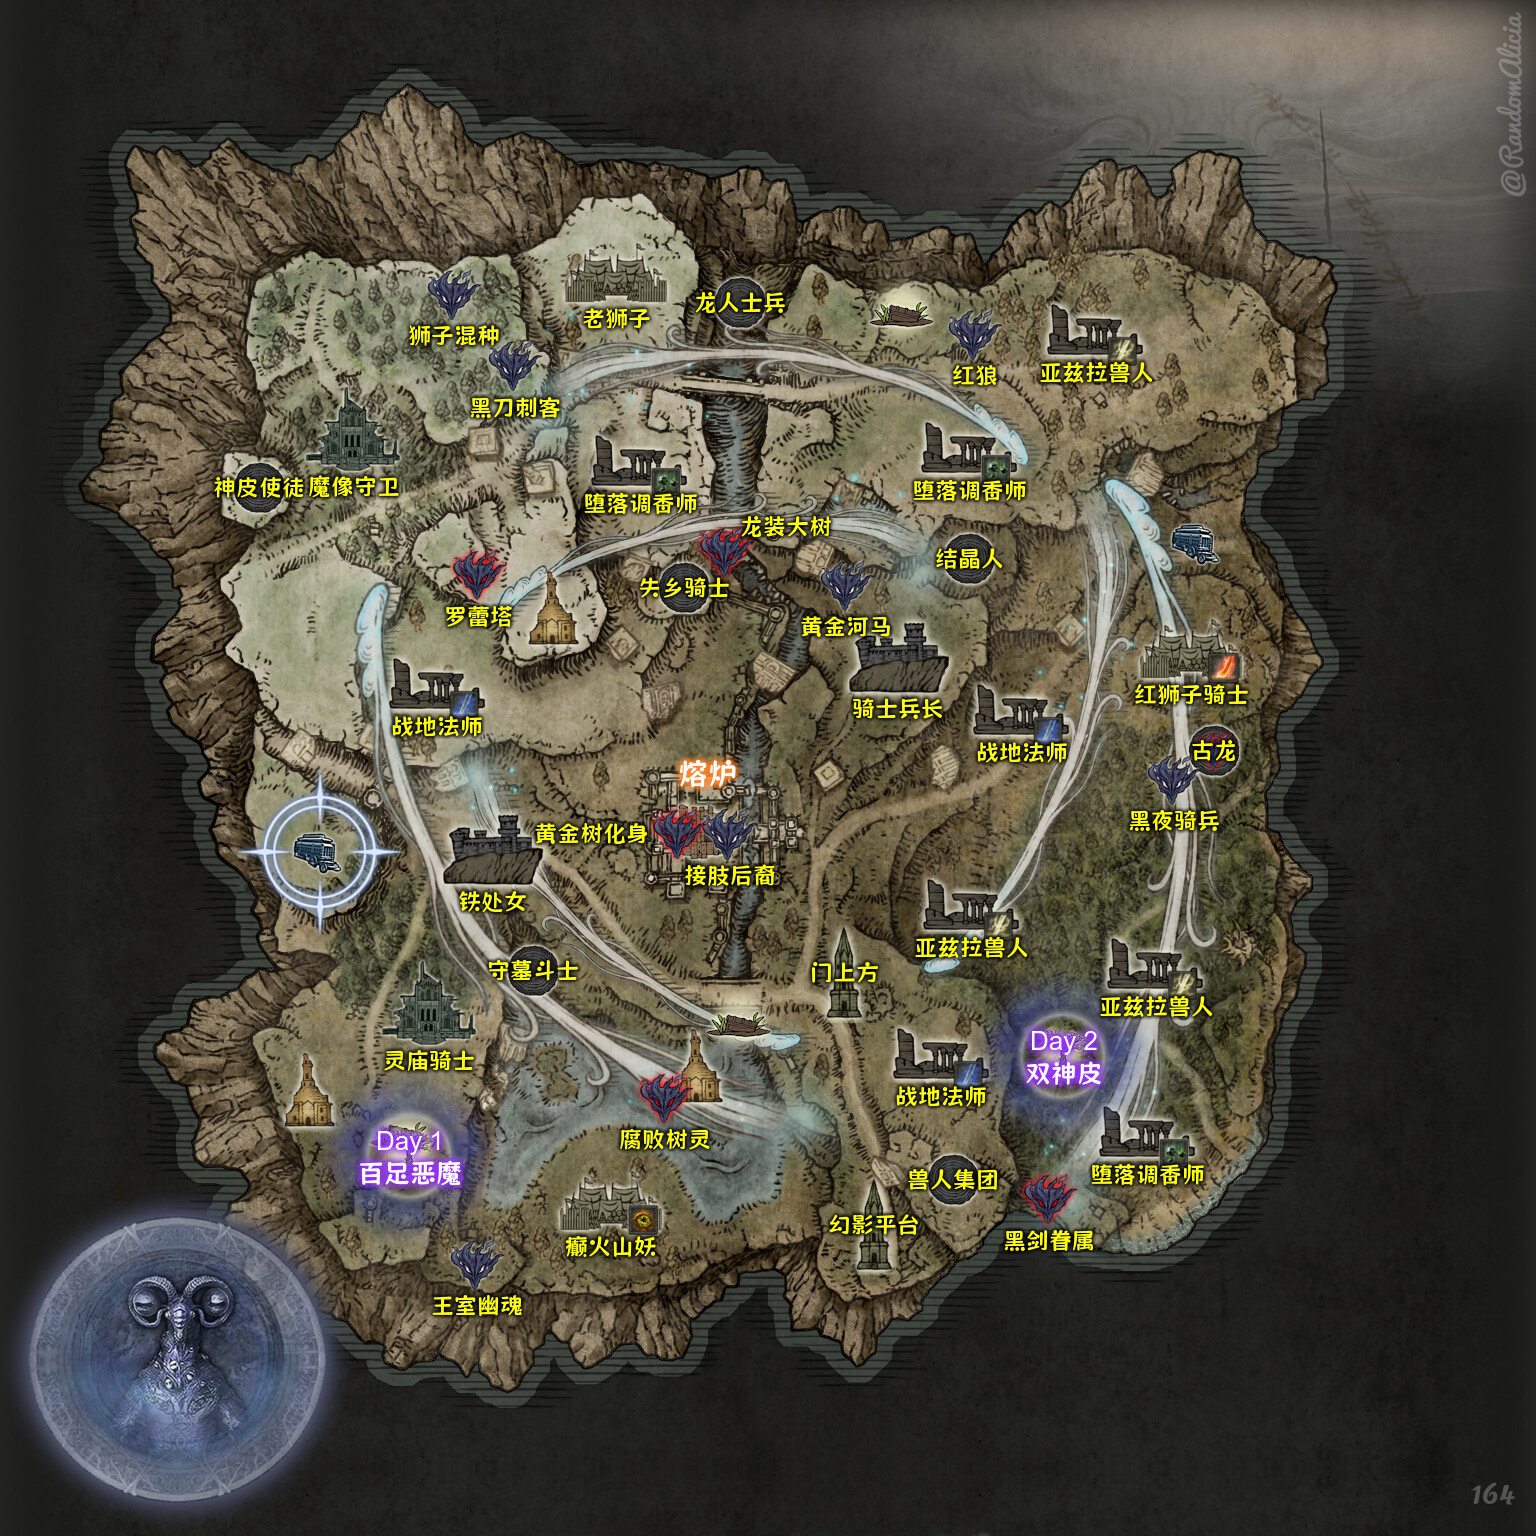 @RandomAlicia
狮子混种
老狮子
龙人士兵
黑刀刺客
红狼
亚兹拉兽人
神皮使徒
魔像守卫
堕落调香师
堕落调香师
龙装大树
结晶人
失乡骑士
罗蕾塔
黄金河马
骑士兵长
红狮子骑士
战地法师
战地法师
古龙
熔炉
黑夜骑兵
黄金树化身
接肢后裔
铁处女
亚兹拉兽人
守墓斗士
门上方
亚兹拉兽人
灵庙骑士
Day 2
双神皮
战地法师
Day 1
百足恶魔
腐败树灵
堕落调香师
兽人集团
幻影平台
黑剑眷属
癫火山妖
王室幽魂
164